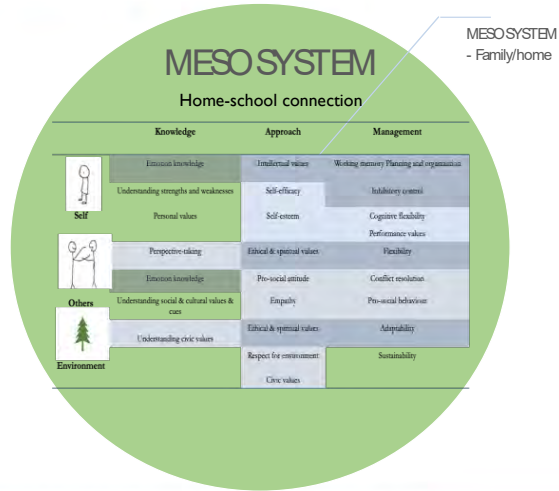 MESO SYSTEM
- Family/home
MESO SYSTEM
Home-school connection
Knowledge Approach Management
Emotion knowledge Intellectual values Working memory Planning and organisation
Understanding strengths and weaknesses Self-efficacy Inhibitory control
Self Personal values Self-esteem Cognitive flexibility
Performance values
Perspective-taking Ethical & spiritual values Flexibility
Emotion knowledge Pro-social attitude Conflict resolution
Others Understanding social & cultural values & Empathy Pro-social behaviour
cues
Understanding civic values Ethical & spiritual values Adaptability
Environment Respect for environment Sustainability
Civic values